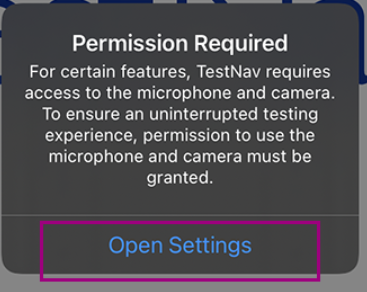 Permission Required
For certain features, TestNav requires
access to the microphone and camera.
To ensure an uninterrupted testing
experience, permission to use the
microphone and camera must be
granted.
Open Settings